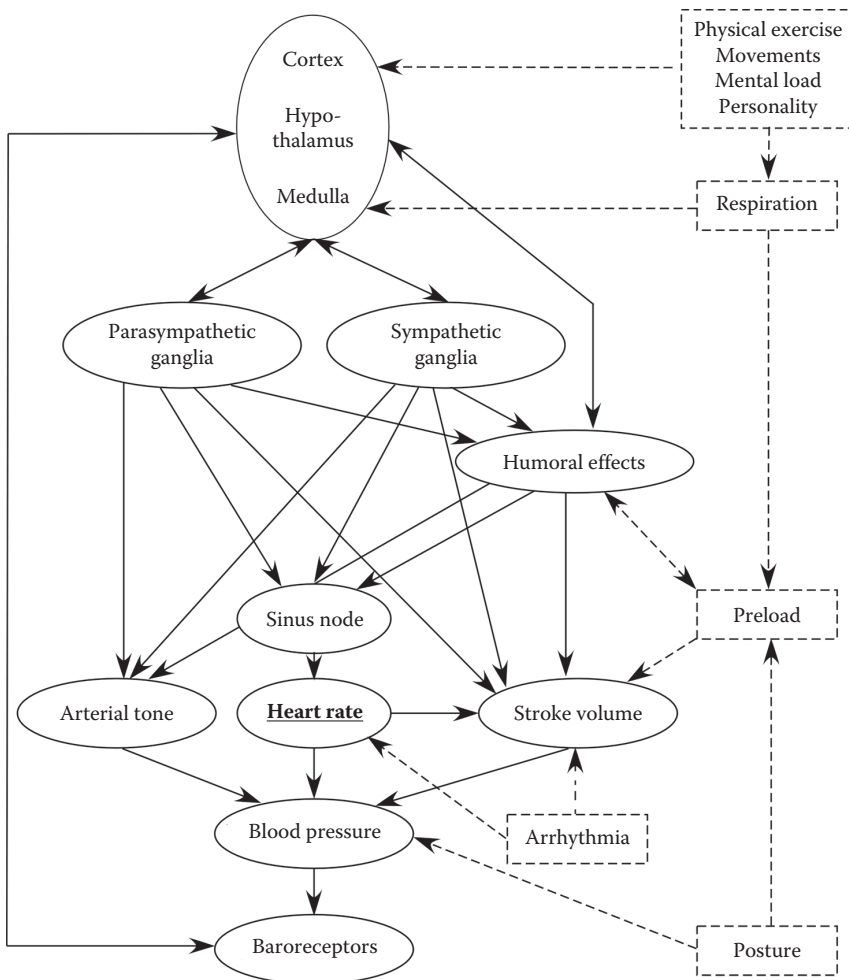 Physical exercise
Movements
Mental load
Personality
Cortex
Hypo-
thalamus
Medulla
Respiration
Parasympathetic
ganglia
Sympathetic
ganglia
Humoral effects
Sinus node
Preload
Arterial tone
Heart rate
Stroke volume
Blood pressure
Arrhythmia
Baroreceptors
Posture